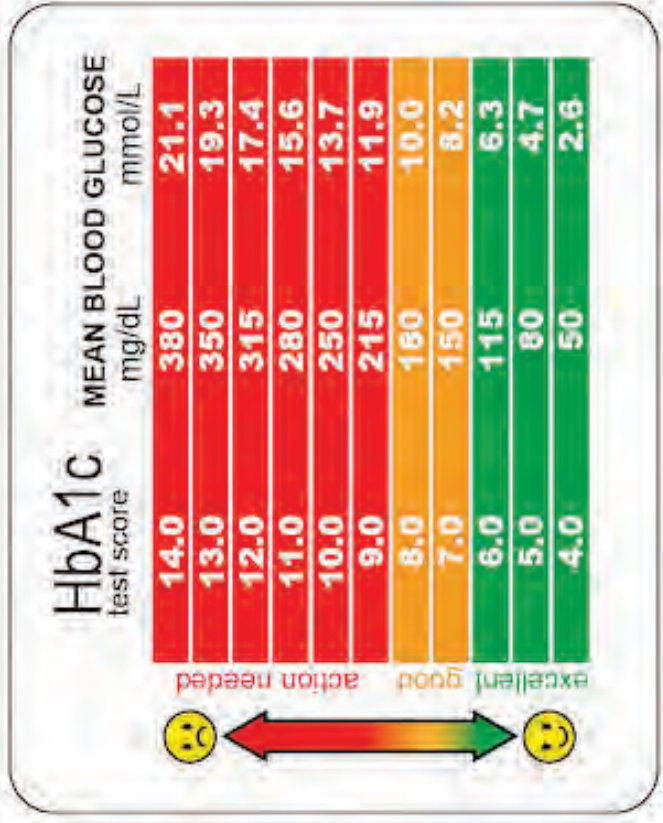 HbA1c MEAN BLOOD GLUCOSE
test score mg/dL mmol/L
14.0 380 21.1
13.0 350 19.3
12.0 315 17.4
11.0 280 15.6
10.0 250 13.7
9.0 215 11.9
8.0 180 10.0
7.0 150 8.2
6.0 115 6.3
5.0 80 4.7
4.0 50 2.6
action needed
good
excellent